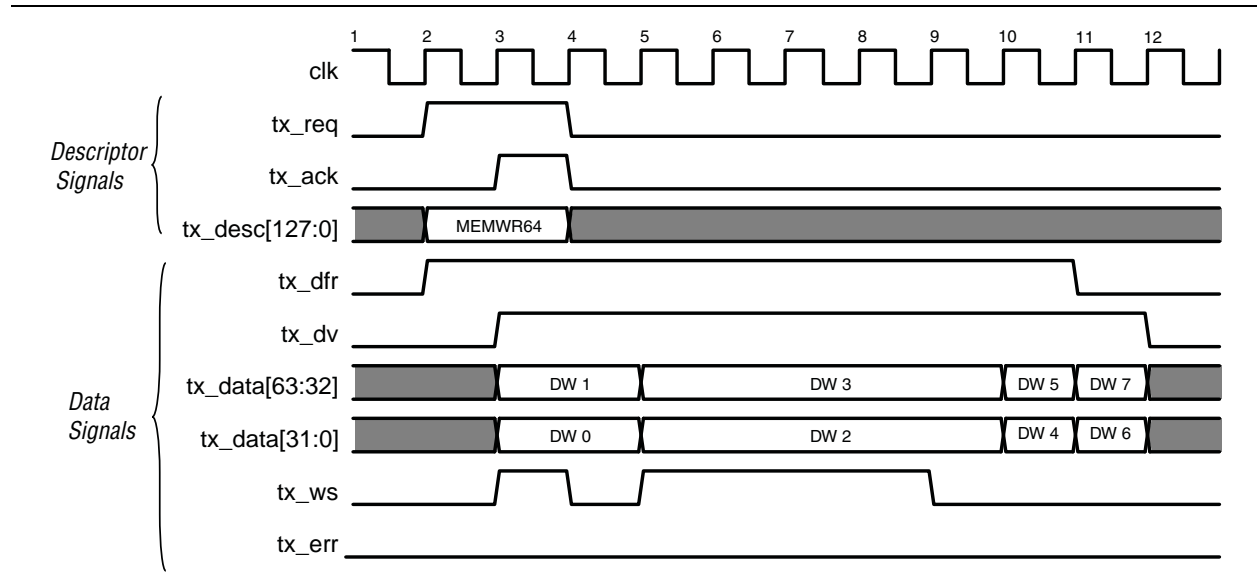 1 2 3 4 5 6 7 8 9 10 11 12
clk
tx_req
Descriptor
Signals
tx_ack
tx_desc[127:0] MEMWR64
tx_dfr
tx_dv
tx_data[63:32] DW 1 DW 3 DW 5 DW 7
Data
Signals
tx_data[31:0] DW 0 DW 2 DW 4 DW 6
tx_ws
tx_err